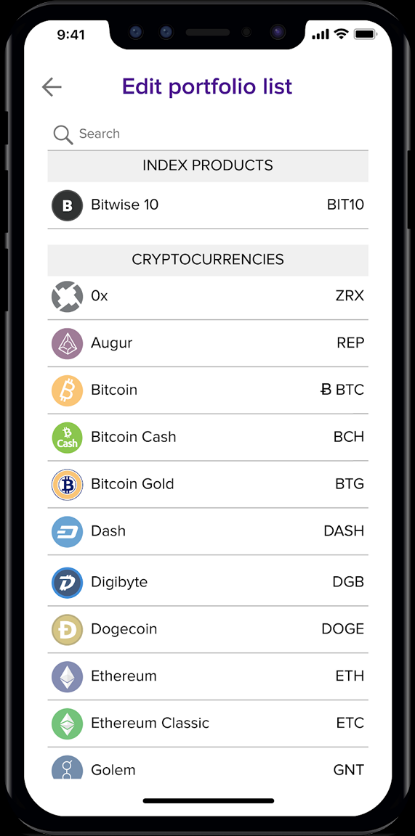 9:41
Edit portfolio list
Search
INDEX PRODUCTS
B Bitwise 10 BIT10
CRYPTOCURRENCIES
0x ZRX
Augur REP
Bitcoin Ƀ BTC
Cash Bitcoin Cash BCH
Bitcoin Gold BTG
Dash DASH
Digibyte DGB
Dogecoin DOGE
Ethereum ETH
Ethereum Classic ETC
Golem GNT